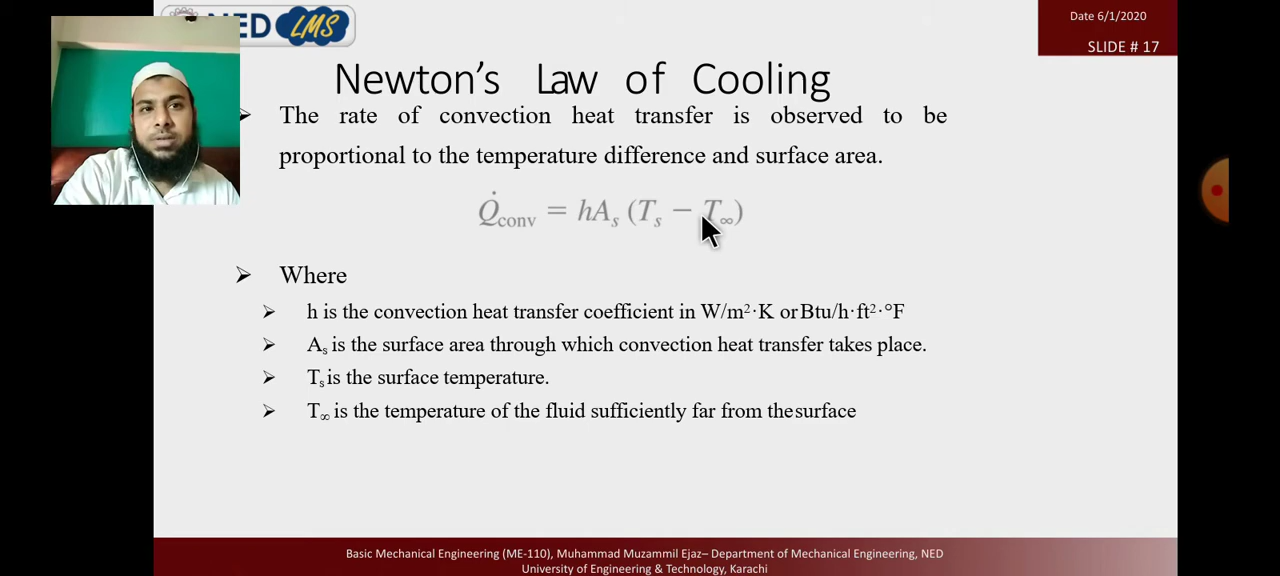 NED LMS
Date 6/1/2020
SLIDE # 17
Newton's Law of Cooling
➢ The rate of convection heat transfer is observed to be
proportional to the temperature difference and surface area.
Q̇conv = hAₛ (Tₛ − T∞)
➢ Where
➢ h is the convection heat transfer coefficient in W/m²·K or Btu/h·ft²·°F
➢ Aₛ is the surface area through which convection heat transfer takes place.
➢ Tₛ is the surface temperature.
➢ T∞ is the temperature of the fluid sufficiently far from the surface
Basic Mechanical Engineering (ME-110), Muhammad Muzammil Ejaz– Department of Mechanical Engineering, NED
University of Engineering & Technology, Karachi